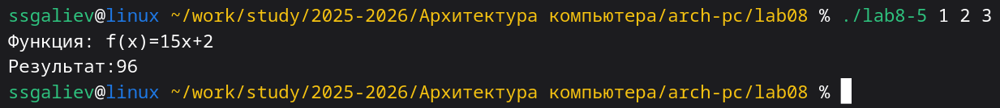 ssgaliev@linux ~/work/study/2025-2026/Архитектура компьютера/arch-pc/lab08 % ./lab8-5 1 2 3
Функция: f(x)=15x+2
Результат:96
ssgaliev@linux ~/work/study/2025-2026/Архитектура компьютера/arch-pc/lab08 %